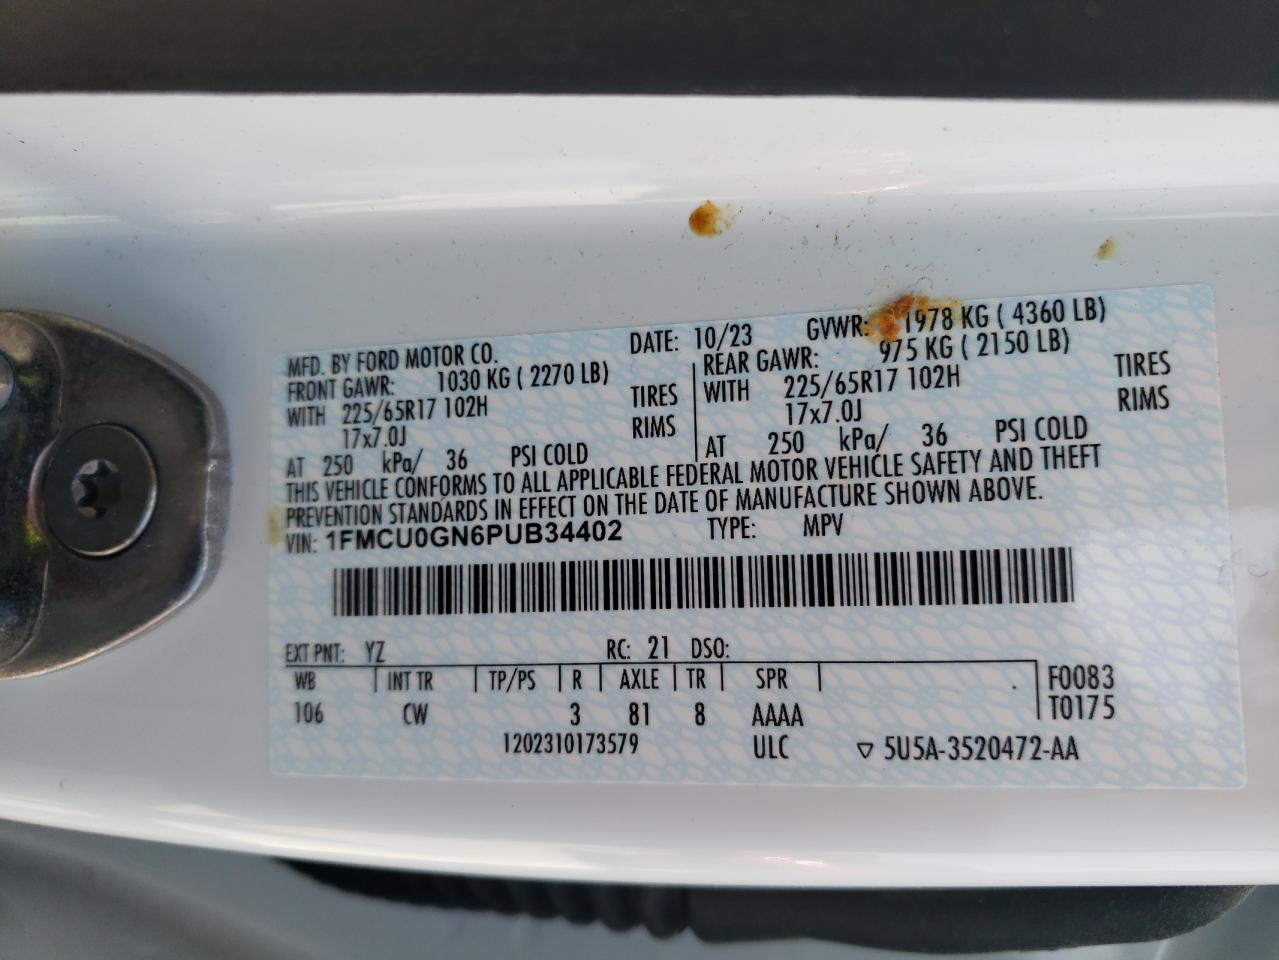 MFD. BY FORD MOTOR CO. DATE: 10/23 GVWR: 1978 KG ( 4360 LB)
FRONT GAWR: 1030 KG ( 2270 LB) REAR GAWR: 975 KG ( 2150 LB)
WITH 225/65R17 102H TIRES WITH 225/65R17 102H TIRES
17x7.0J RIMS 17x7.0J RIMS
AT 250 kPa/ 36 PSI COLD AT 250 kPa/ 36 PSI COLD
THIS VEHICLE CONFORMS TO ALL APPLICABLE FEDERAL MOTOR VEHICLE SAFETY AND THEFT
PREVENTION STANDARDS IN EFFECT ON THE DATE OF MANUFACTURE SHOWN ABOVE.
VIN: 1FMCU0GN6PUB34402 TYPE: MPV
EXT PNT: YZ RC: 21 DSO:
WB INT TR TP/PS R AXLE TR SPR F0083
106 CW 3 81 8 AAAA T0175
1202310173579 ULC ▽ 5U5A-3520472-AA